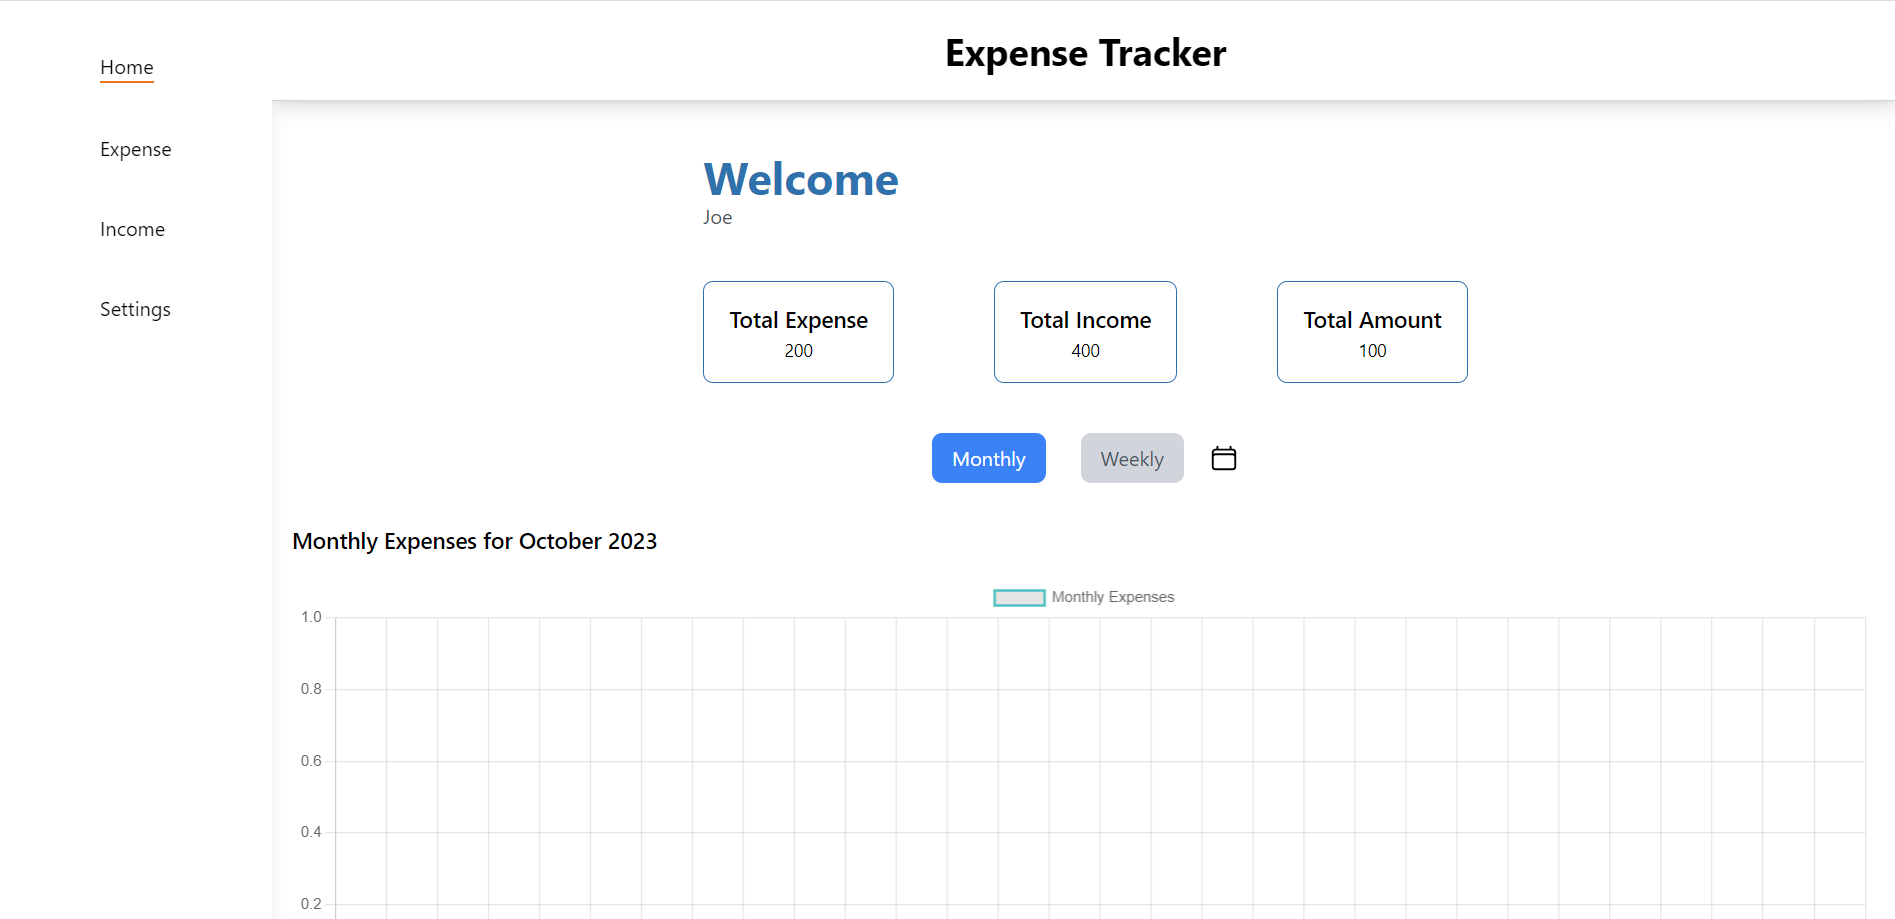 Expense Tracker
Home
Expense
Income
Settings
Welcome
Joe
Total Expense
200
Total Income
400
Total Amount
100
Monthly
Weekly
Monthly Expenses for October 2023
Monthly Expenses
1.0
0.8
0.6
0.4
0.2